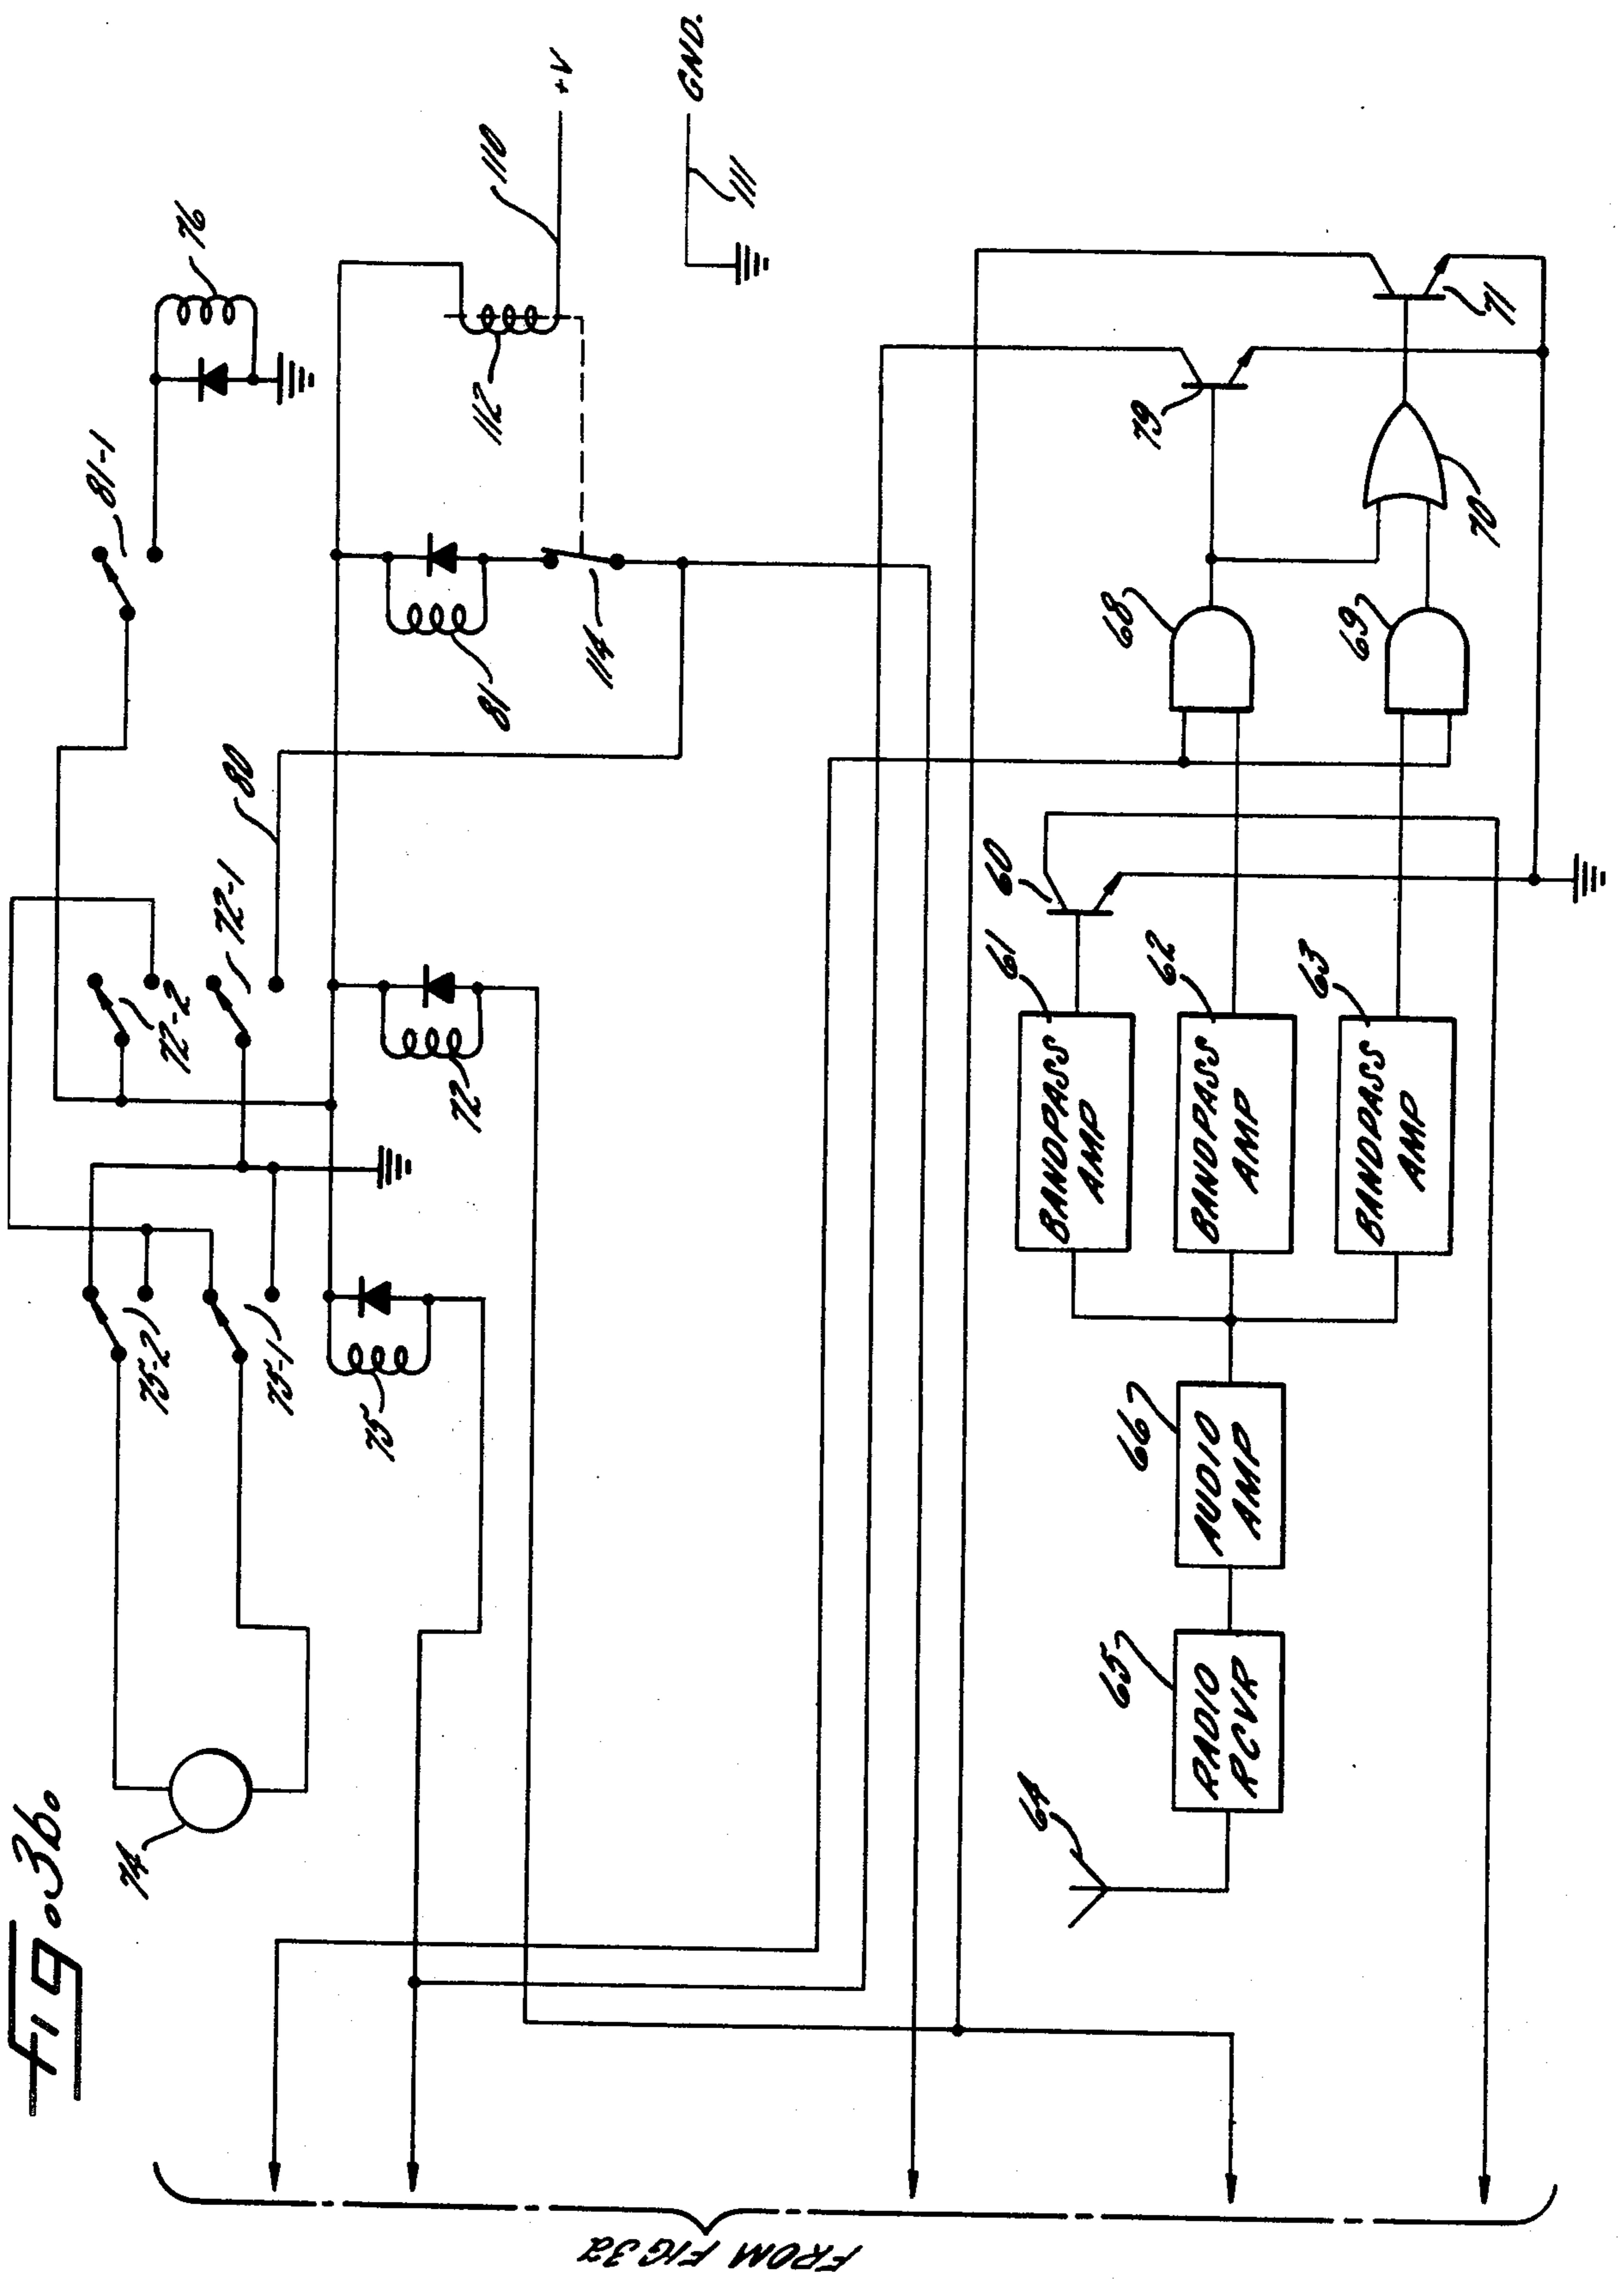 Fig. 3b.
74
75-2
75-1
75
72-2
72-1
72
80
81-1
76
81
114
112
110
+V
GND.
111
FROM FIG 3a
64
65
RADIO
RCVR
66
AUDIO
AMP
61
BANDPASS
AMP
62
BANDPASS
AMP
63
BANDPASS
AMP
60
68
69
70
79
71